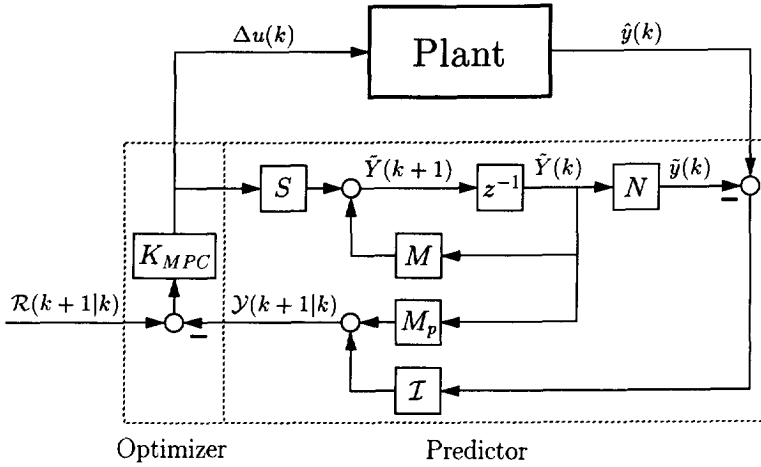 Δu(k)
Plant
ŷ(k)
S
Ỹ(k+1)
z⁻¹
Ỹ(k)
N
ỹ(k)
K_MPC
M
R(k+1|k)
Y(k+1|k)
M_p
I
Optimizer
Predictor